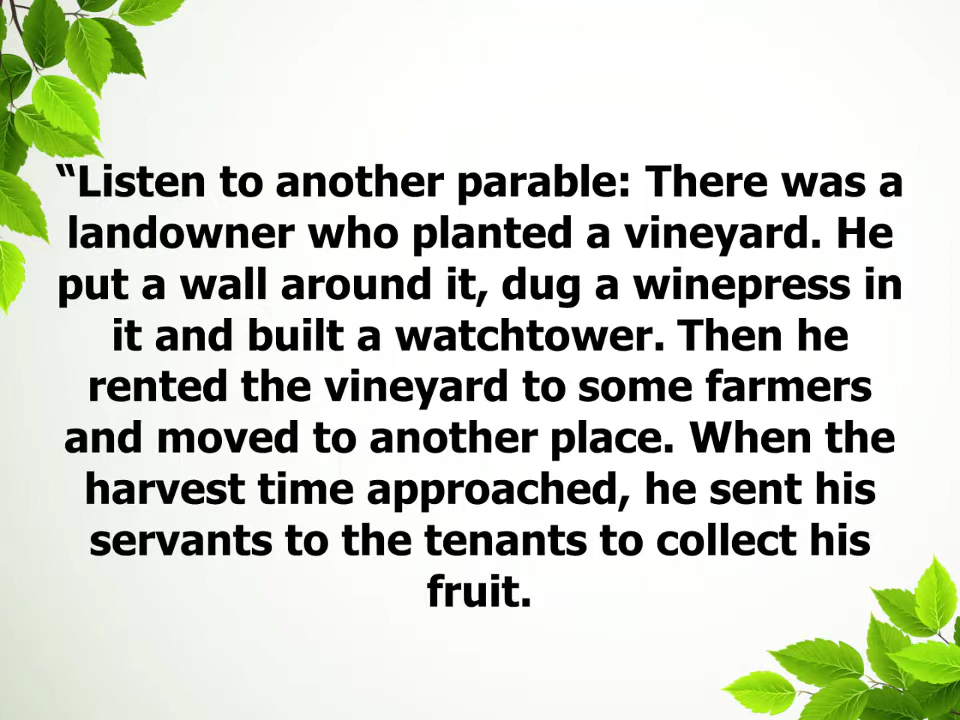 “Listen to another parable: There was a
landowner who planted a vineyard. He
put a wall around it, dug a winepress in
it and built a watchtower. Then he
rented the vineyard to some farmers
and moved to another place. When the
harvest time approached, he sent his
servants to the tenants to collect his
fruit.